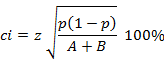 ci = z √(p(1 − p)/(A + B)) 100%